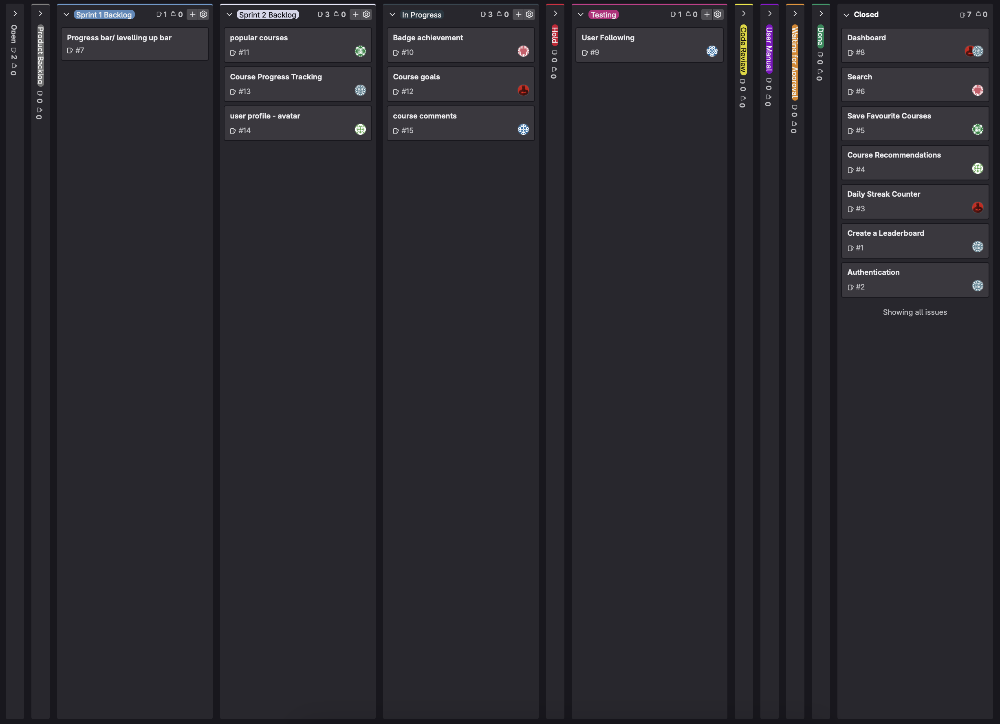 Open 2 0
Product Backlog 0 0
Sprint 1 Backlog 1 0
Progress bar/ levelling up bar
#7
Sprint 2 Backlog 3 0
popular courses
#11
Course Progress Tracking
#13
user profile - avatar
#14
In Progress 3 0
Badge achievement
#10
Course goals
#12
course comments
#15
Hold 0 0
Testing 1 0
User Following
#9
Code Review 0 0
User Manual 0 0
Waiting for Approval 0 0
Done 0 0
Closed 7 0
Dashboard
#8
Search
#6
Save Favourite Courses
#5
Course Recommendations
#4
Daily Streak Counter
#3
Create a Leaderboard
#1
Authentication
#2
Showing all issues